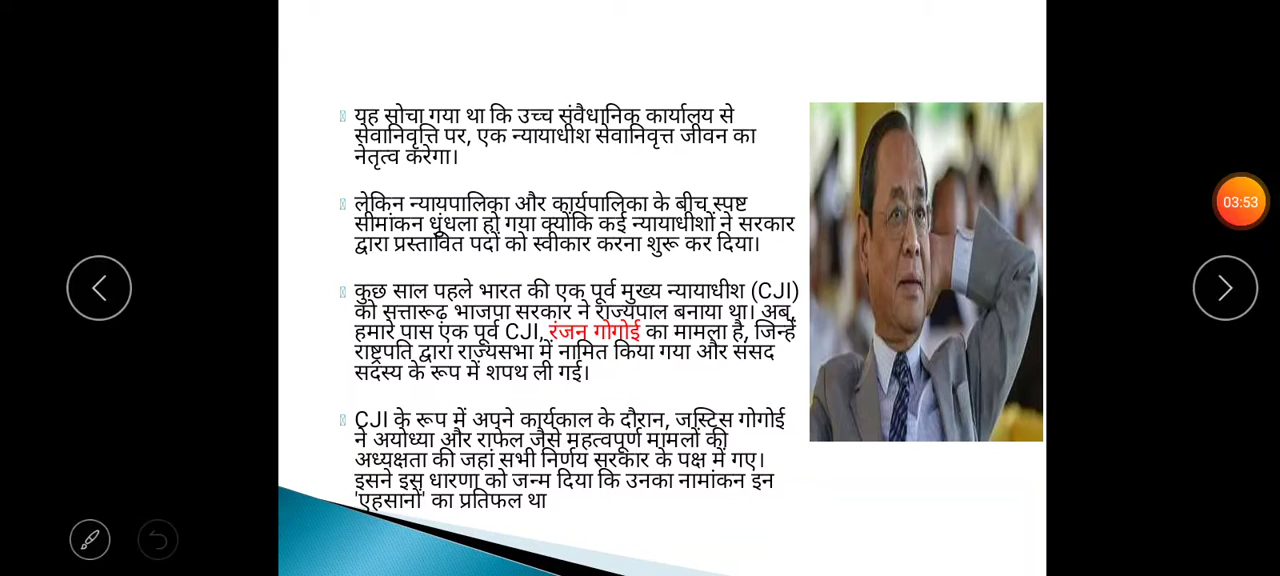 यह सोचा गया था कि उच्च संवैधानिक कार्यालय से
सेवानिवृत्ति पर, एक न्यायाधीश सेवानिवृत्त जीवन का
नेतृत्व करेगा।
लेकिन न्यायपालिका और कार्यपालिका के बीच स्पष्ट
सीमांकन धुंधला हो गया क्योंकि कई न्यायाधीशों ने सरकार
द्वारा प्रस्तावित पदों को स्वीकार करना शुरू कर दिया।
कुछ साल पहले भारत की एक पूर्व मुख्य न्यायाधीश (CJI)
को सत्तारूढ़ भाजपा सरकार ने राज्यपाल बनाया था। अब,
हमारे पास एक पूर्व CJI, रंजन गोगोई का मामला है, जिन्हें
राष्ट्रपति द्वारा राज्यसभा में नामित किया गया और संसद
सदस्य के रूप में शपथ ली गई।
CJI के रूप में अपने कार्यकाल के दौरान, जस्टिस गोगोई
ने अयोध्या और राफेल जैसे महत्वपूर्ण मामलों की
अध्यक्षता की जहां सभी निर्णय सरकार के पक्ष में गए।
इसने इस धारणा को जन्म दिया कि उनका नामांकन इन
'एहसानों' का प्रतिफल था
03:53